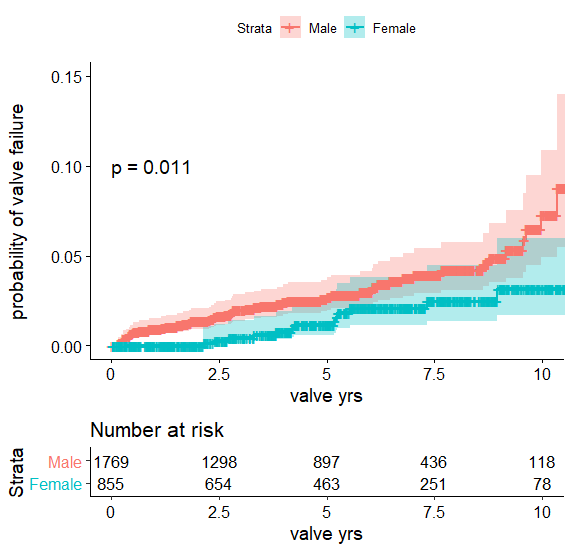 Strata Male Female
probability of valve failure
0.15
0.10
0.05
0.00
p = 0.011
0 2.5 5 7.5 10
valve yrs
Number at risk
Strata
Male 1769 1298 897 436 118
Female 855 654 463 251 78
0 2.5 5 7.5 10
valve yrs